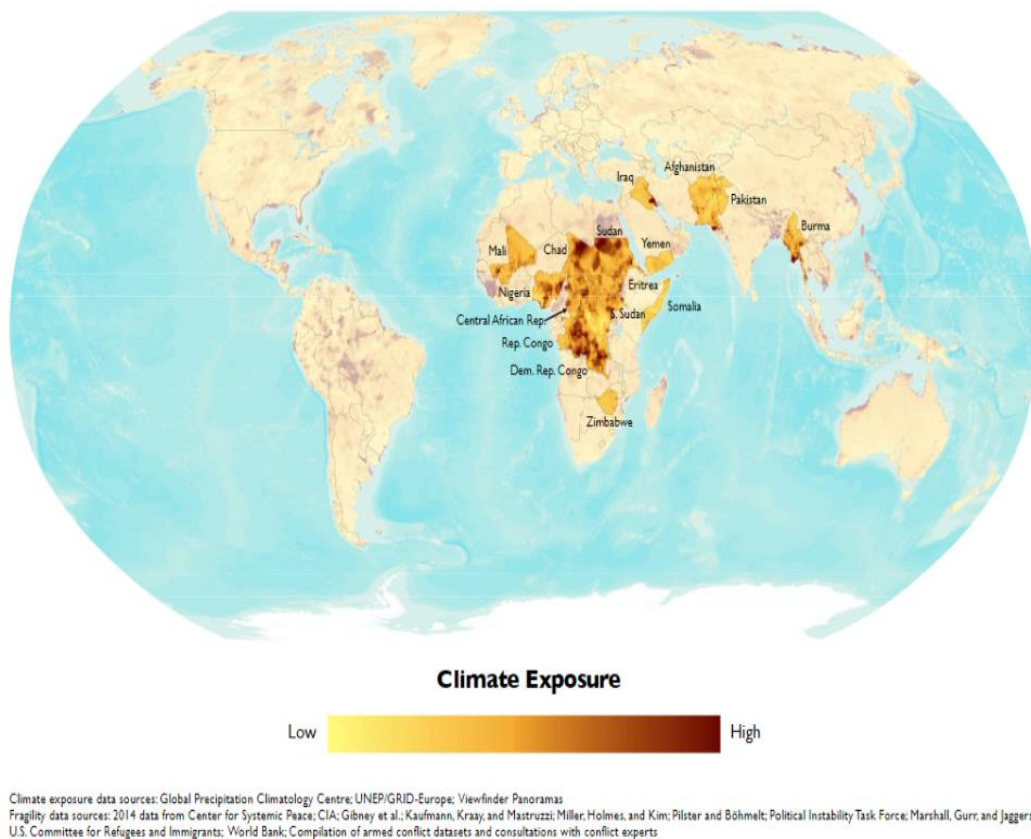 Afghanistan
Iraq
Pakistan
Sudan
Burma
Mali
Chad
Yemen
Eritrea
Nigeria
Somalia
Central African Rep.
S. Sudan
Rep. Congo
Dem. Rep. Congo
Zimbabwe
Climate Exposure
Low
High
Climate exposure data sources: Global Precipitation Climatology Centre; UNEP/GRID-Europe; Viewfinder Panoramas
Fragility data sources: 2014 data from Center for Systemic Peace; CIA; Gibney et al.; Kaufmann, Kraay, and Mastruzzi; Miller, Holmes, and Kim; Pilster and Böhmelt; Political Instability Task Force; Marshall, Gurr, and Jagger
U.S. Committee for Refugees and Immigrants; World Bank; Compilation of armed conflict datasets and consultations with conflict experts